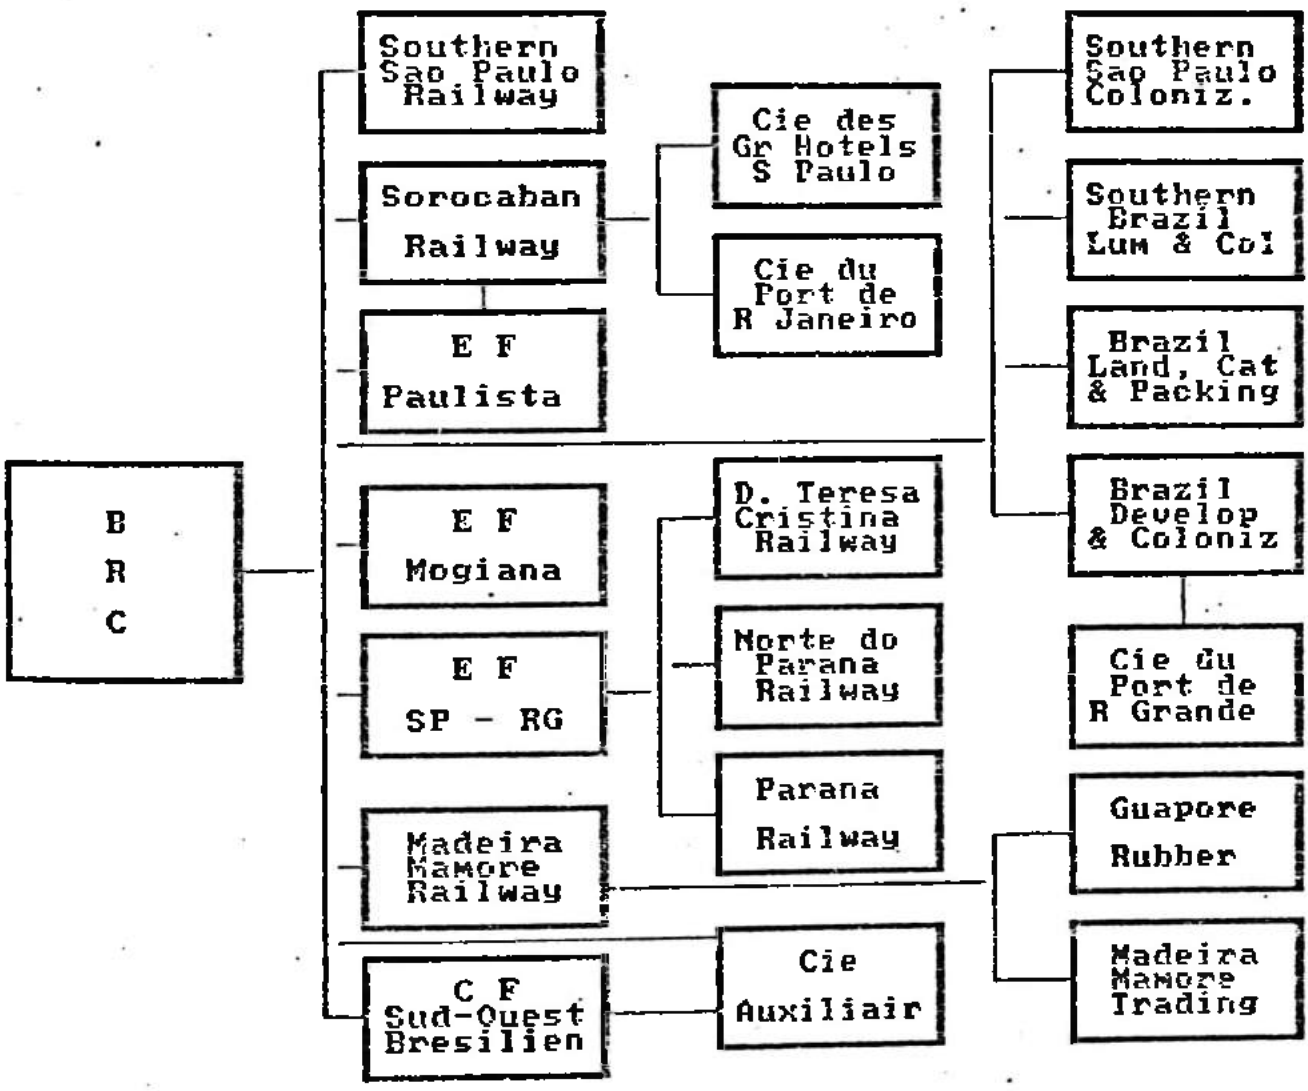 B
R
C
Southern
Sao Paulo
Railway
Sorocaban
Railway
E F
Paulista
E F
Mogiana
E F
SP - RG
Madeira
Mamore
Railway
C F
Sud-Ouest
Bresilien
Cie des
Gr Hotels
S Paulo
Cie du
Port de
R Janeiro
D. Teresa
Cristina
Railway
Norte do
Parana
Railway
Parana
Railway
Cie
Auxiliair
Southern
Sao Paulo
Coloniz.
Southern
Brazil
Lum & Col
Brazil
Land, Cat
& Packing
Brazil
Develop
& Coloniz
Cie du
Port de
R Grande
Guapore
Rubber
Madeira
Mamore
Trading